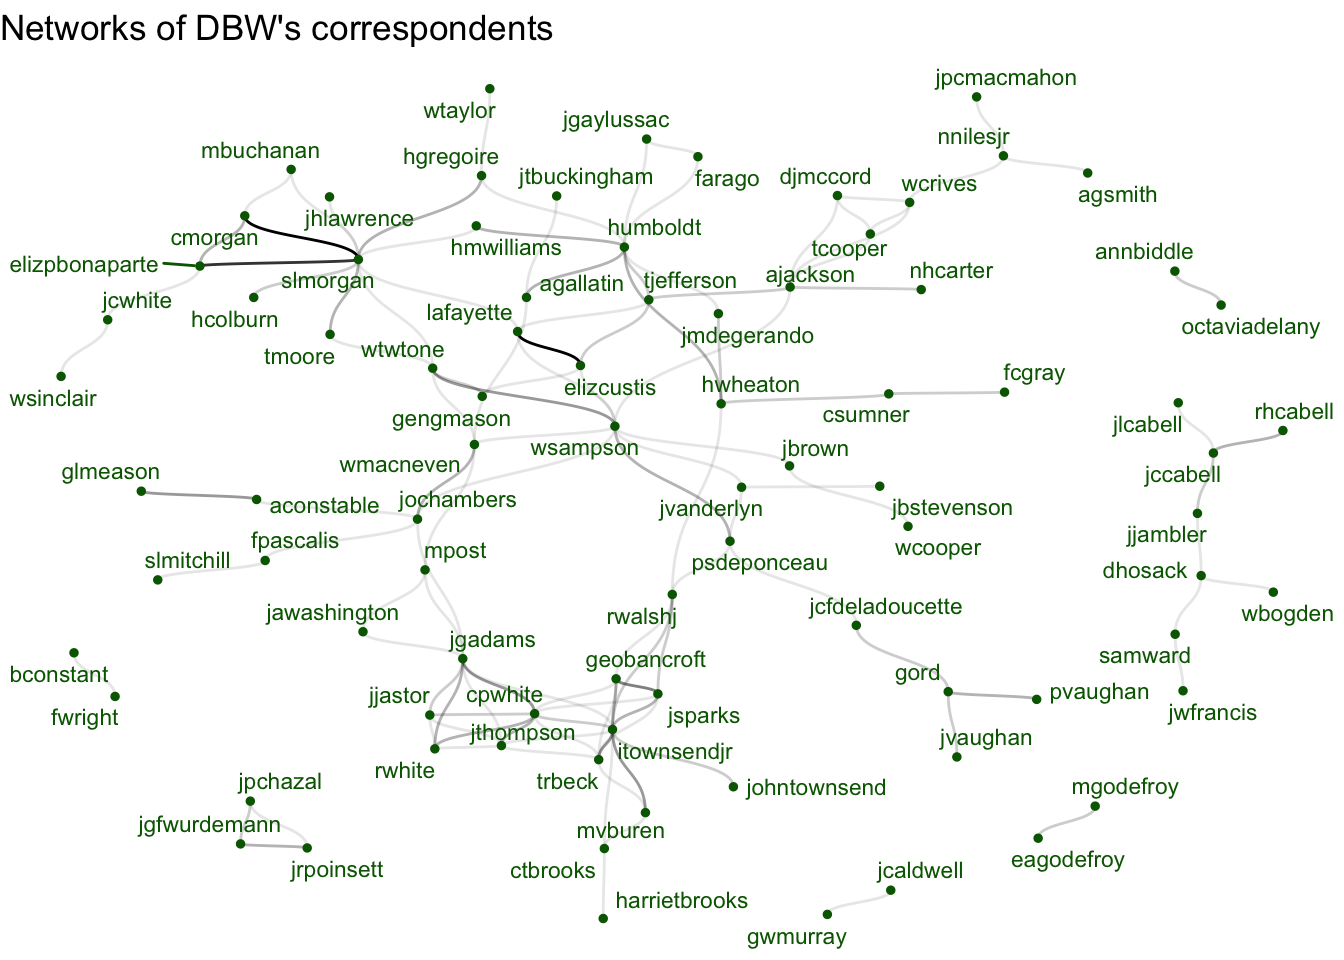 Networks of DBW's correspondents
jpcmacmahon
wtaylor
jgaylussac
nnilesjr
mbuchanan
hgregoire
jtbuckingham
farago
djmccord
wcrives
agsmith
jhlawrence
cmorgan
hmwilliams
humboldt
tcooper
annbiddle
elizpbonaparte
slmorgan
agallatin
tjefferson
ajackson
nhcarter
jcwhite
hcolburn
lafayette
jmdegerando
octaviadelany
tmoore
wtwtone
elizcustis
hwheaton
fcgray
wsinclair
gengmason
csumner
jlcabell
rhcabell
wsampson
jbrown
wmacneven
glmeason
jccabell
aconstable
jochambers
jvanderlyn
jbstevenson
fpascalis
wcooper
jjambler
slmitchill
mpost
psdeponceau
dhosack
jawashington
rwalshj
jcfdeladoucette
wbogden
jgadams
geobancroft
samward
bconstant
gord
pvaughan
jjastor
cpwhite
jsparks
jwfrancis
fwright
jthompson
itownsendjr
jvaughan
rwhite
trbeck
johntownsend
jpchazal
mgodefroy
jgfwurdemann
mvburen
eagodefroy
jrpoinsett
ctbrooks
jcaldwell
harrietbrooks
gwmurray